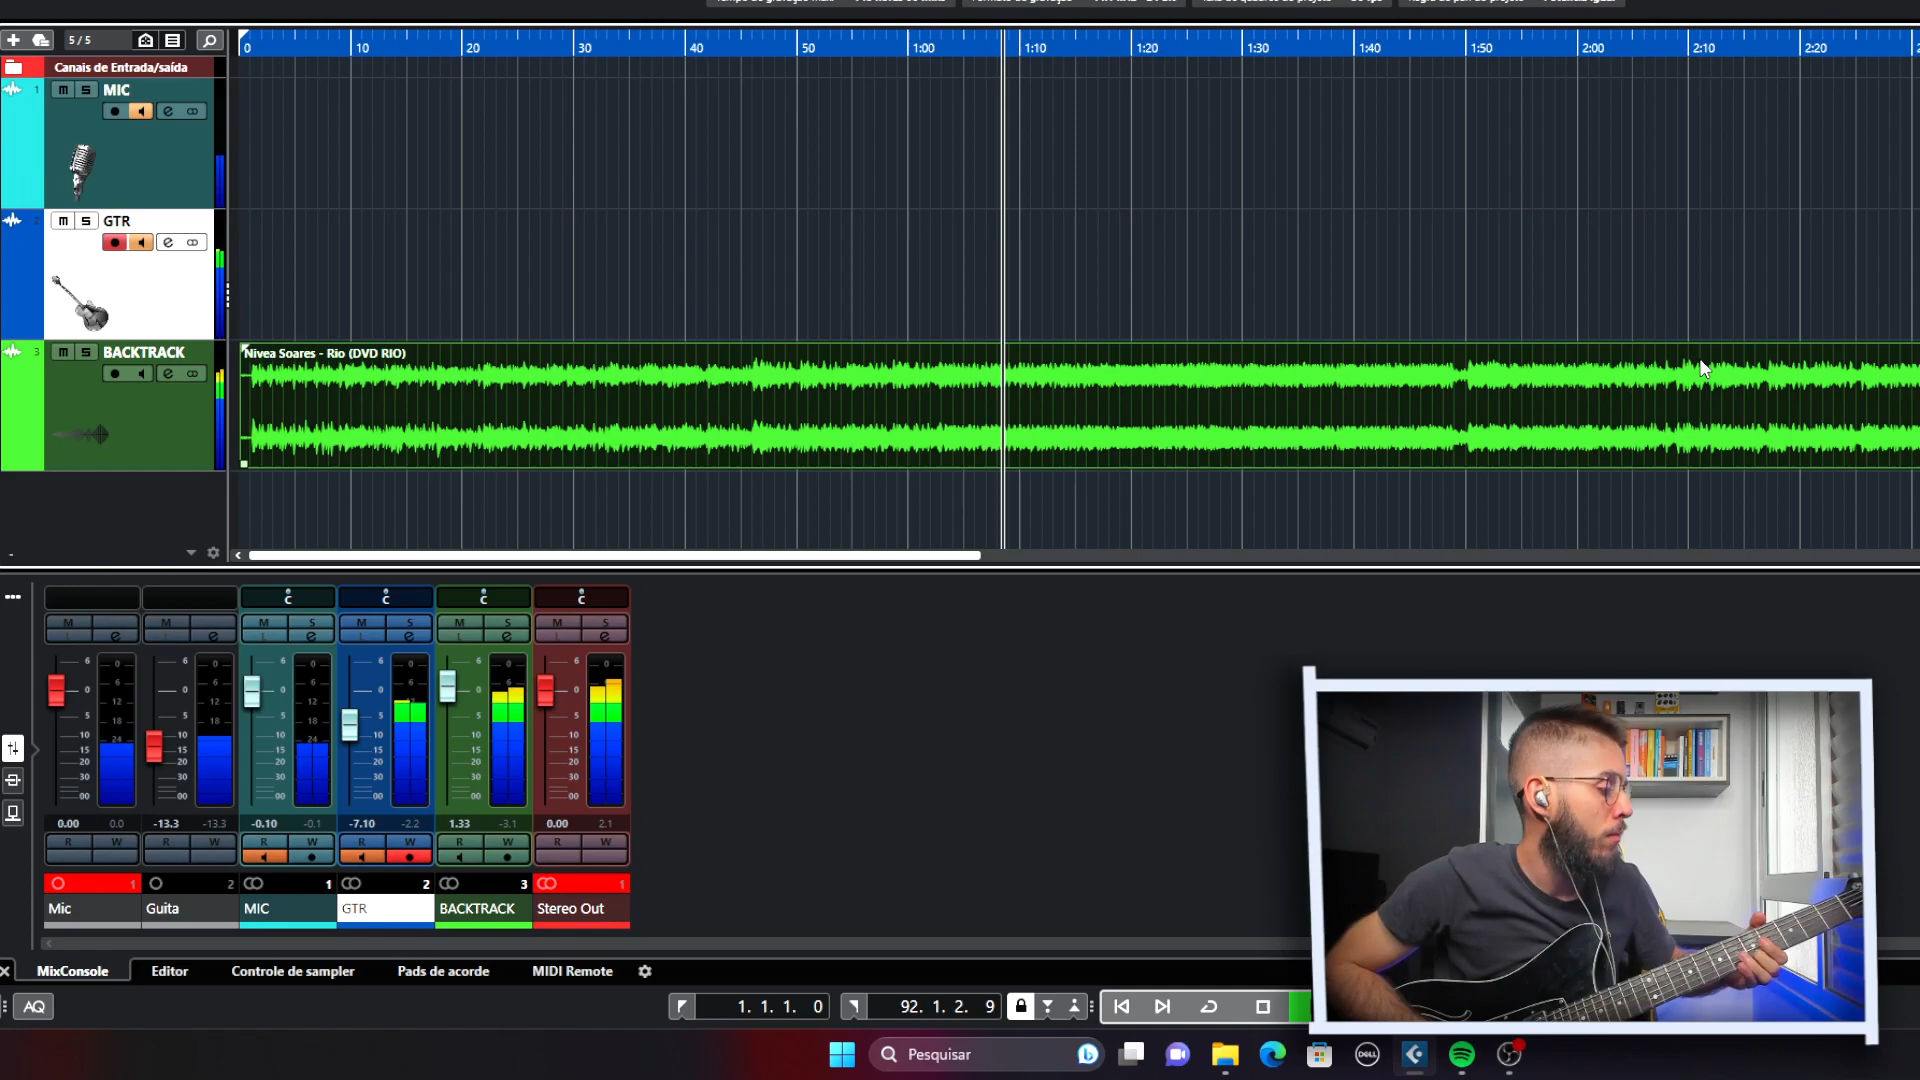 5 / 5
0 10 20 30 40 50 1:00 1:10 1:20 1:30 1:40 1:50 2:00 2:10 2:20
Canais de Entrada/saída
1 m S MIC
2 m S GTR
3 m S BACKTRACK
Nivea Soares - Rio (DVD RIO)
C C C C
M M M S M S M S M S
0.00 0.0 -13.3 -13.3 -0.10 -0.1 -7.10 -2.2 1.33 -3.1 0.00 2.1
R W R W R W R W R W R W
1 2 1 2 3 1
Mic Guita MIC GTR BACKTRACK Stereo Out
MixConsole Editor Controle de sampler Pads de acorde MIDI Remote
AQ 1. 1. 1. 0 92. 1. 2. 9
Pesquisar
DELL